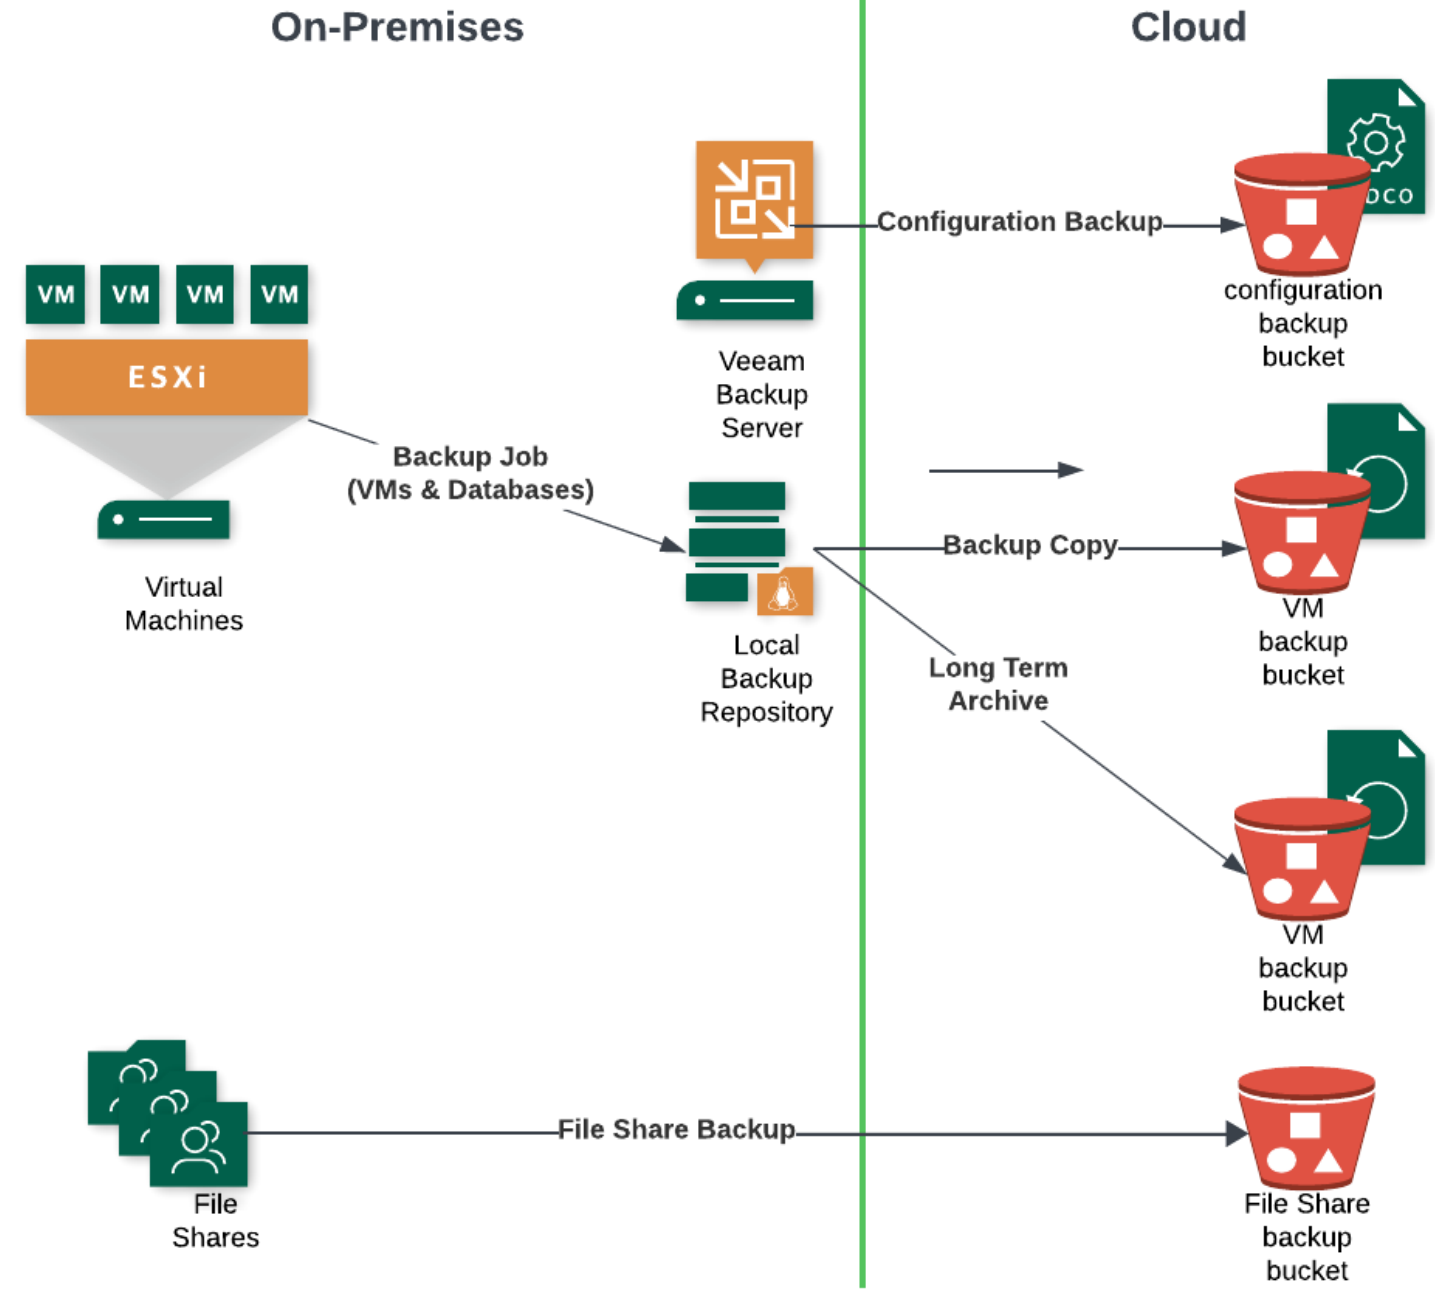 On-Premises
Cloud
bco
Configuration Backup
configuration
backup
bucket
VM VM VM VM
ESXi
Veeam
Backup
Server
Backup Job
(VMs & Databases)
Virtual
Machines
Backup Copy
VM
backup
bucket
Local
Backup
Repository
Long Term
Archive
VM
backup
bucket
File Share Backup
File
Shares
File Share
backup
bucket